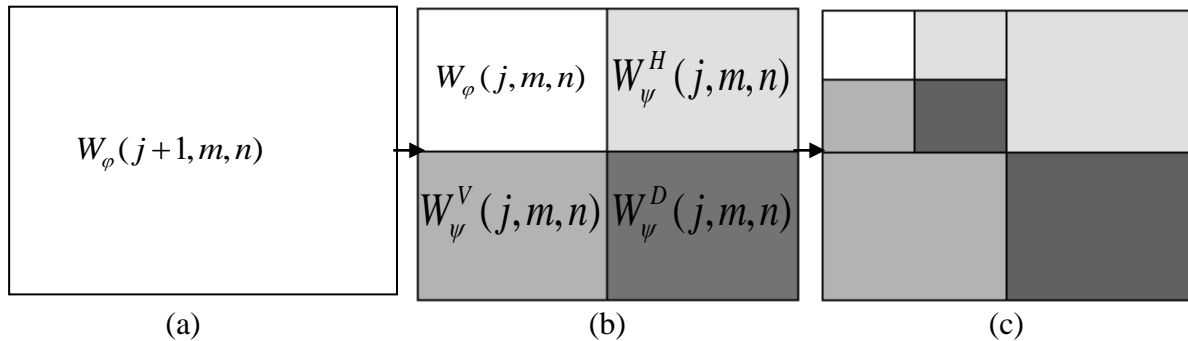 W_φ(j+1,m,n)
W_φ(j,m,n)
W_ψ^H(j,m,n)
W_ψ^V(j,m,n)
W_ψ^D(j,m,n)
(a)
(b)
(c)